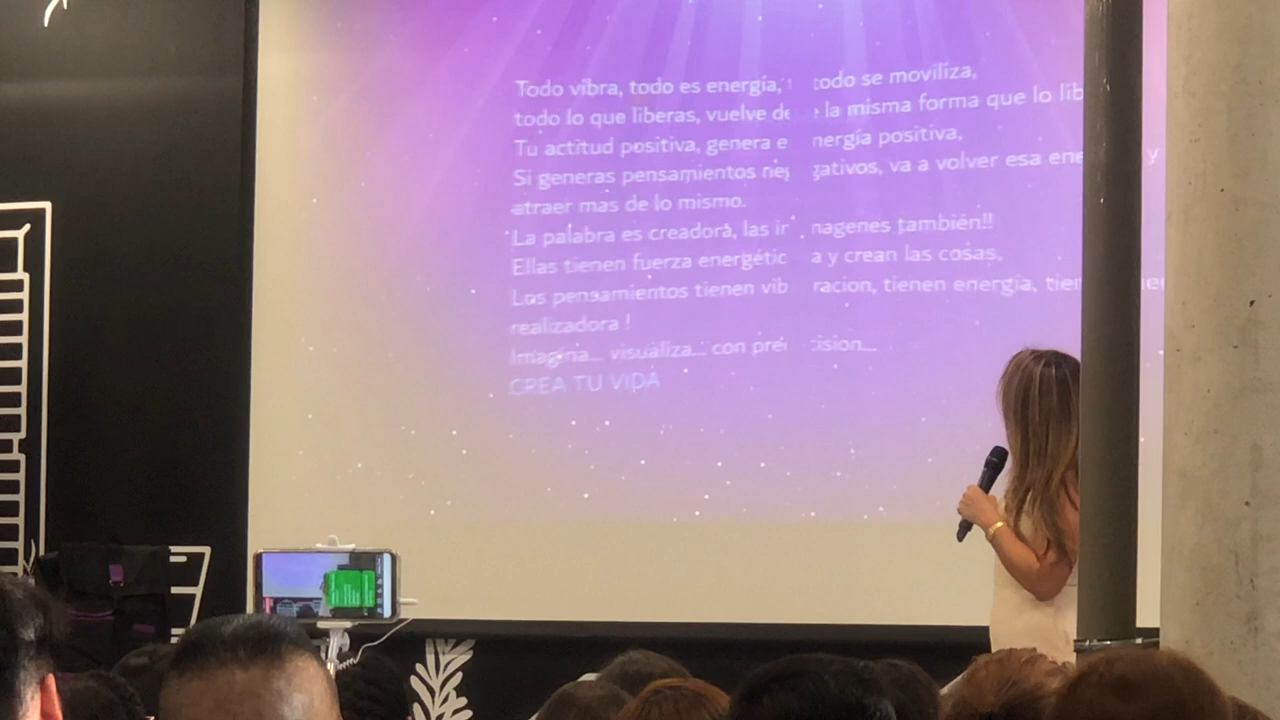 Todo vibra, todo es energía, todo se moviliza,
todo lo que liberas, vuelve de la misma forma que lo lib
Tu actitud positiva, genera energía positiva,
Si generas pensamientos negativos, va a volver esa ene y
atraer mas de lo mismo.
La palabra es creadora, las imagenes también!!
Ellas tienen fuerza energética y crean las cosas,
Los pensamientos tienen vibracion, tienen energía, tien
realizadora !
Imagina... visualiza... con precision...
CREA TU VIDA